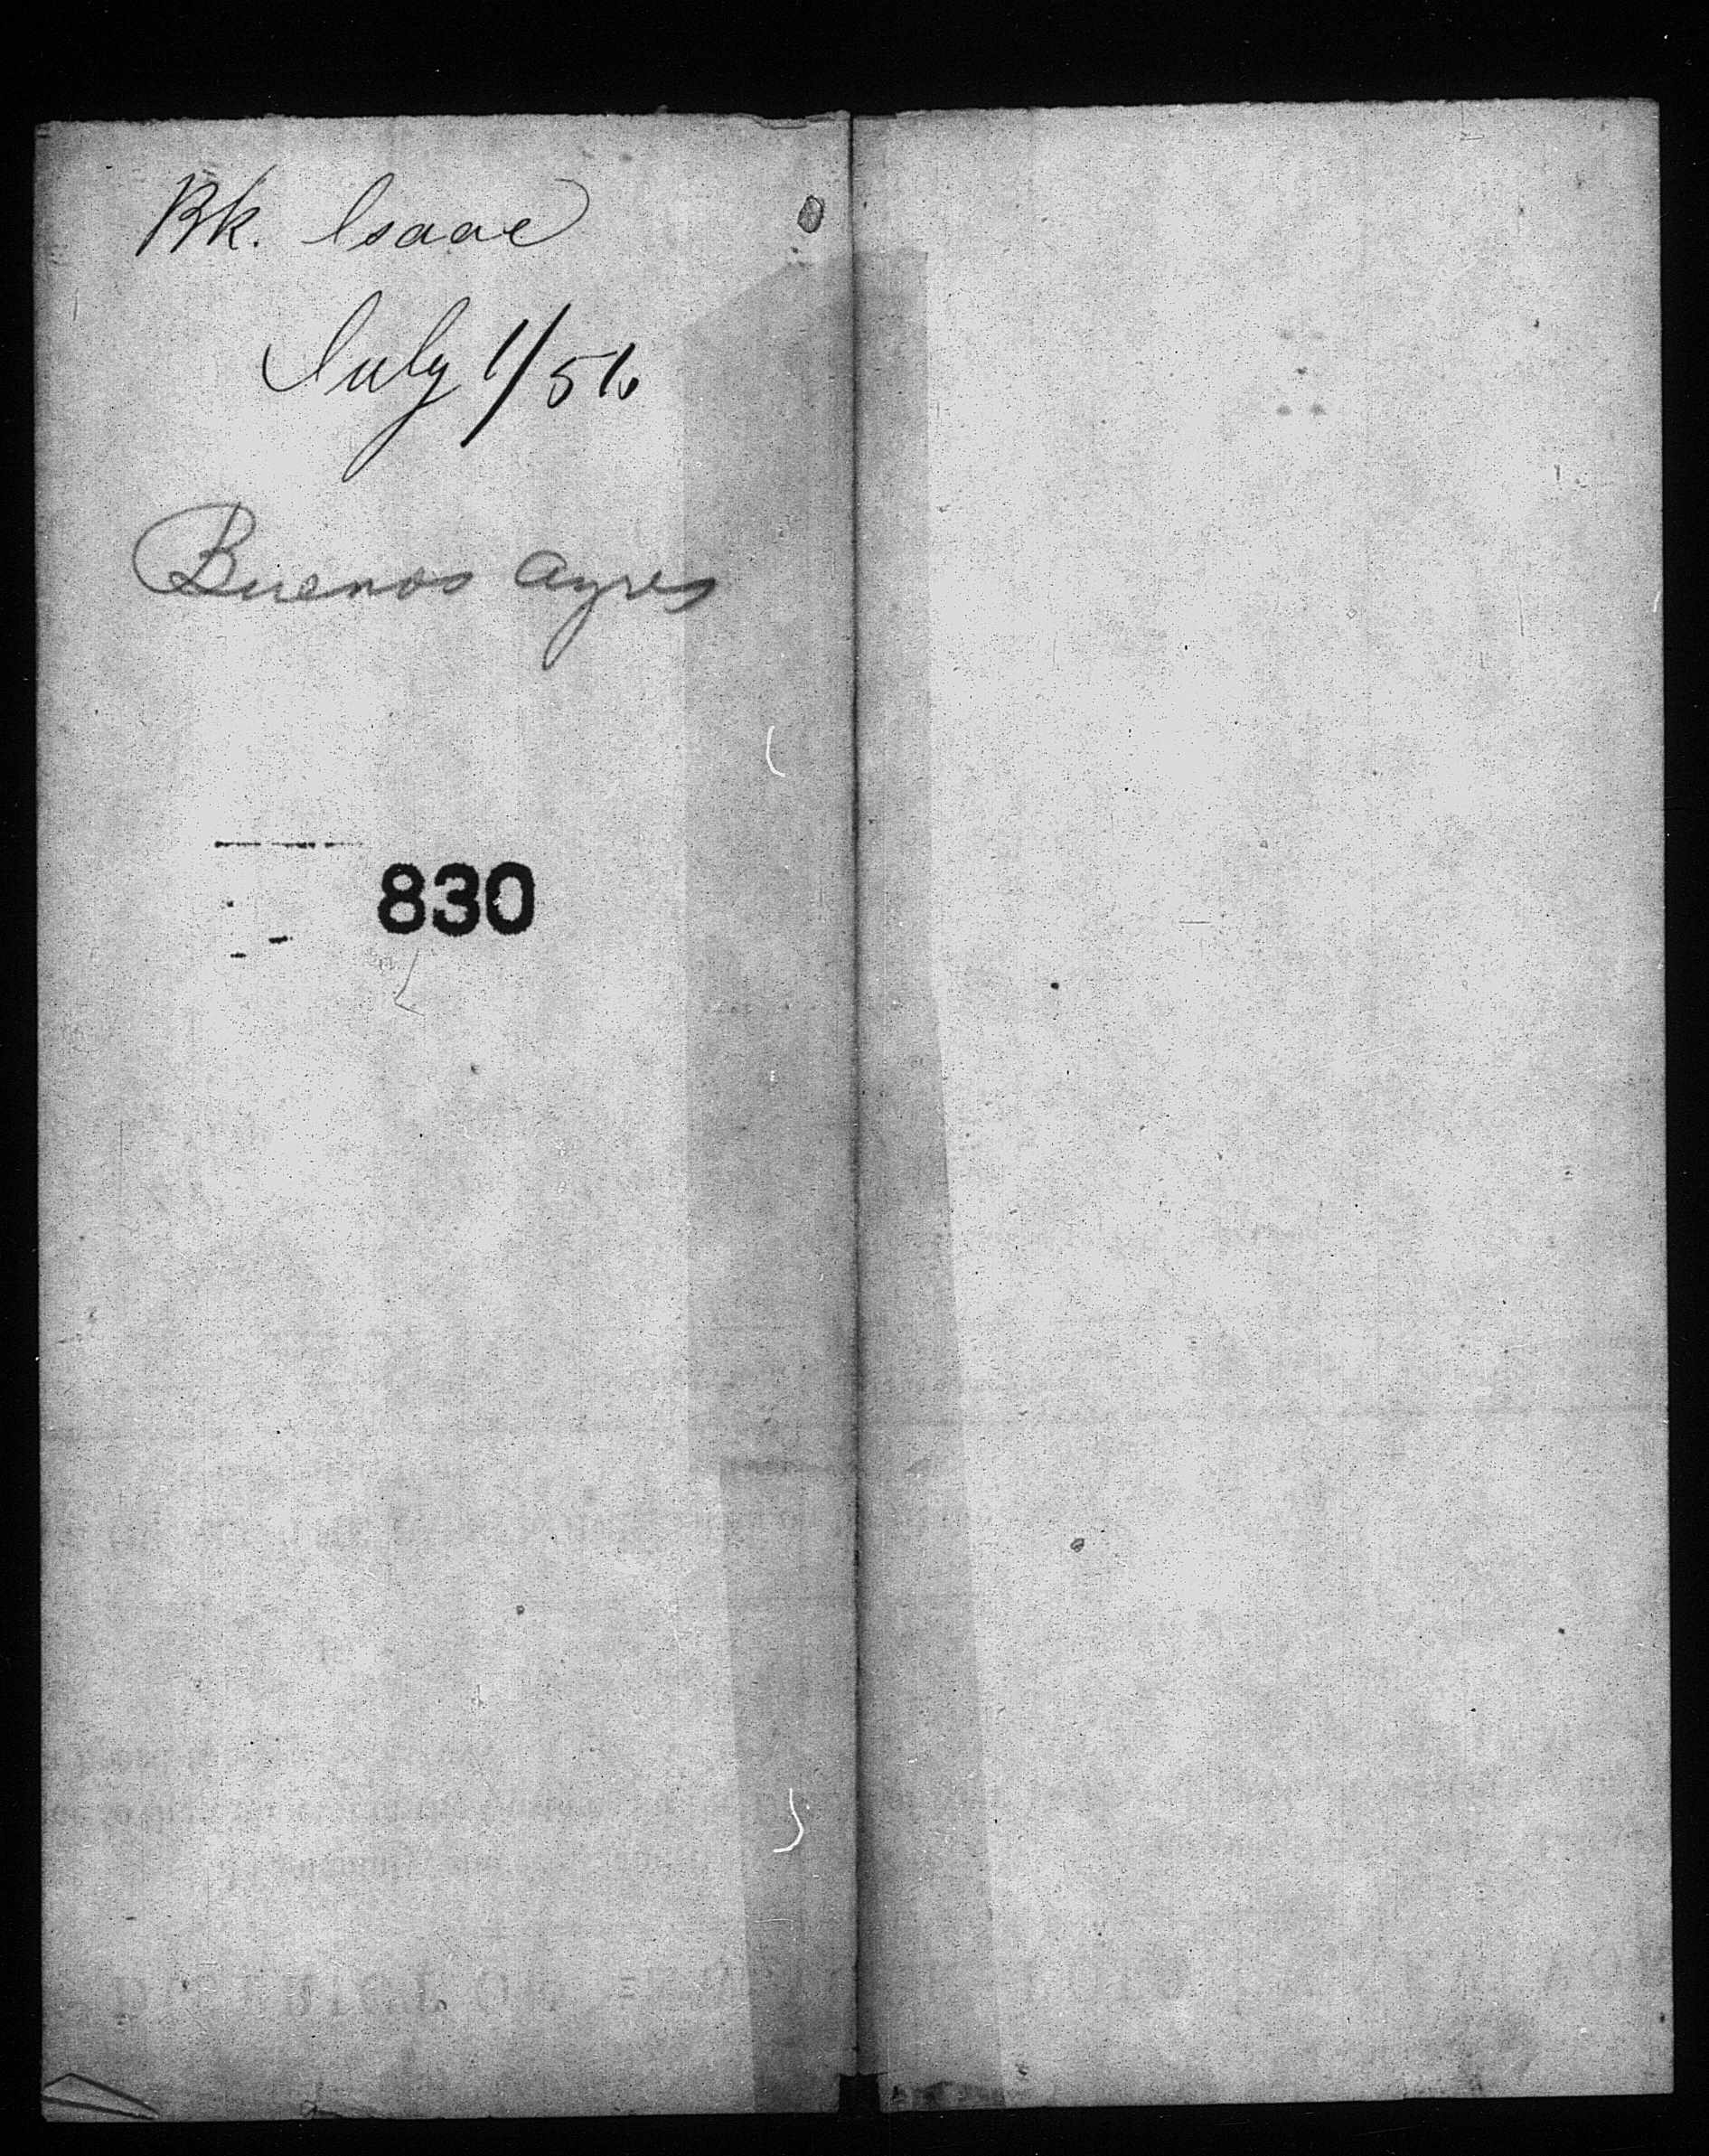 Bk. Isaac
July 1/56
Buenos Ayres
830